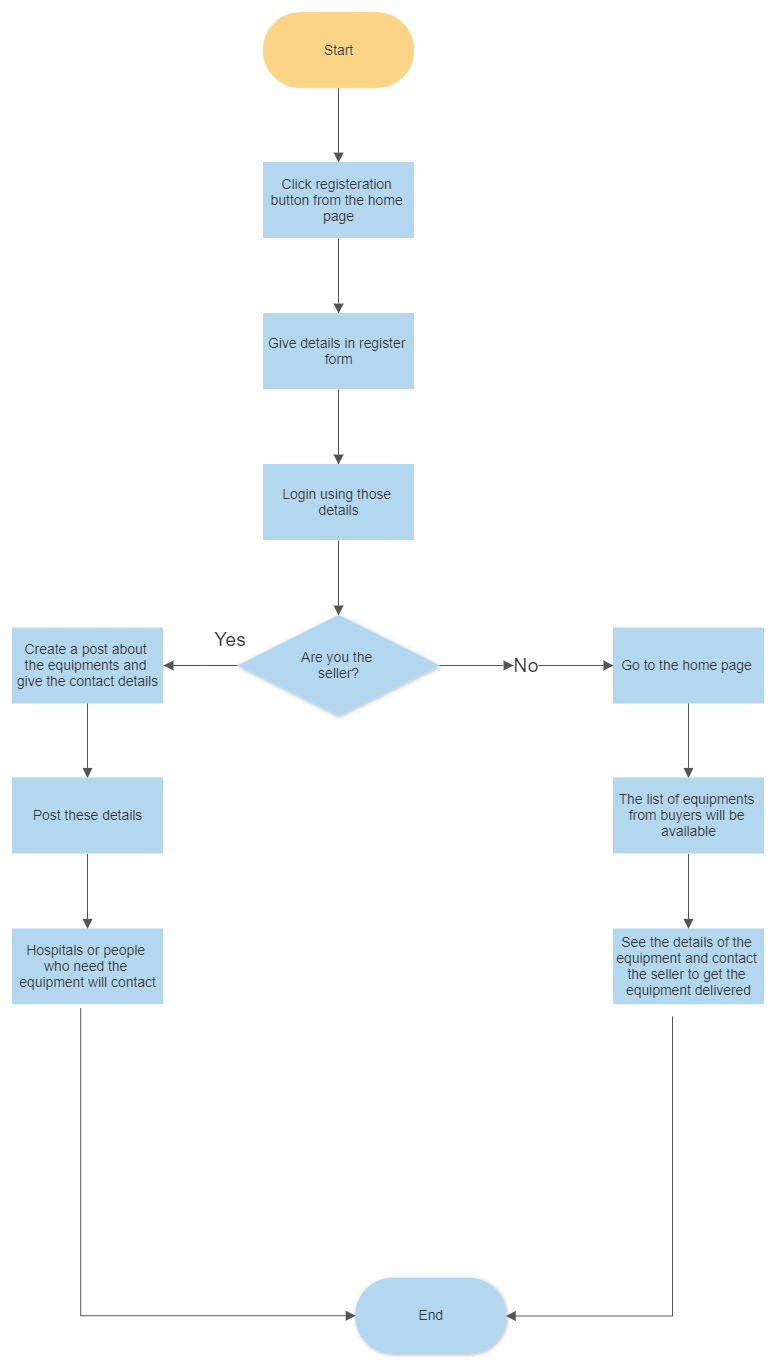 Start
Click registeration
button from the home
page
Give details in register
form
Login using those
details
Are you the
seller?
Yes
No
Create a post about
the equipments and
give the contact details
Go to the home page
Post these details
The list of equipments
from buyers will be
available
Hospitals or people
who need the
equipment will contact
See the details of the
equipment and contact
the seller to get the
equipment delivered
End